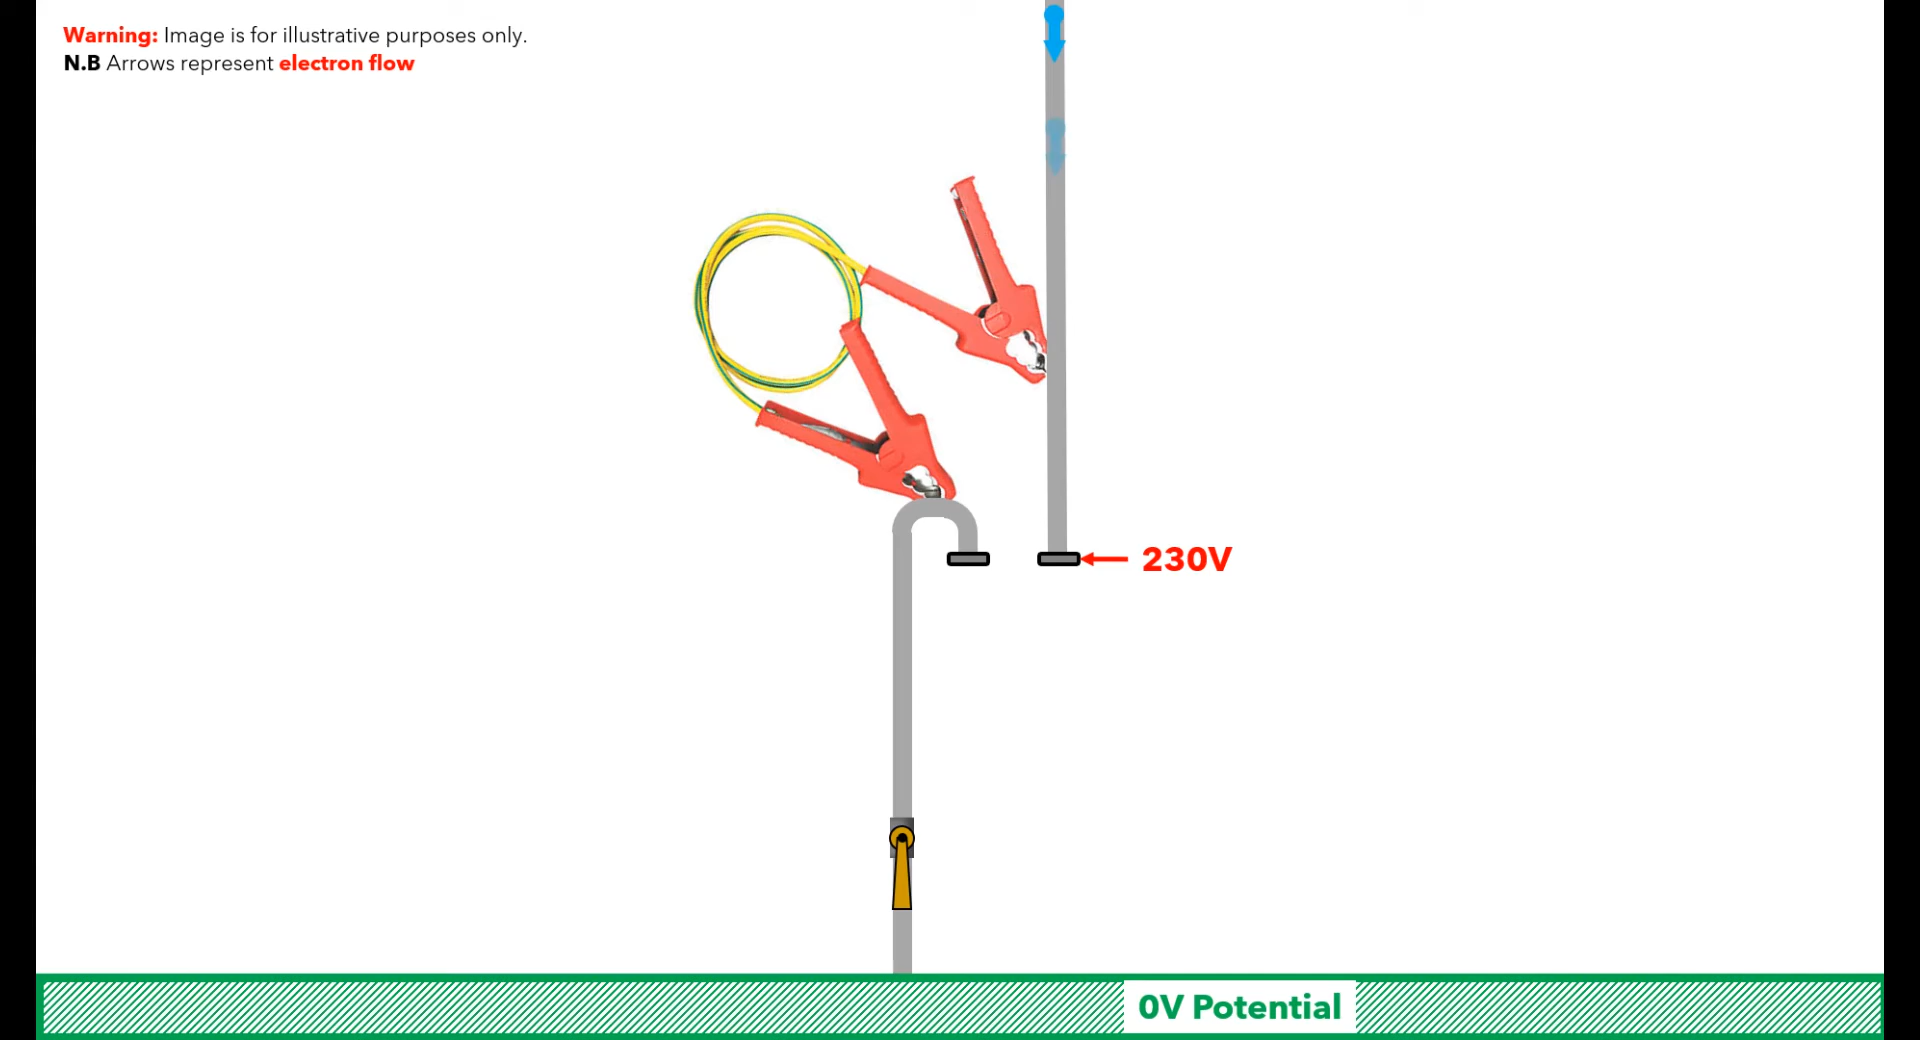 Warning: Image is for illustrative purposes only.
N.B Arrows represent electron flow
230V
0V Potential